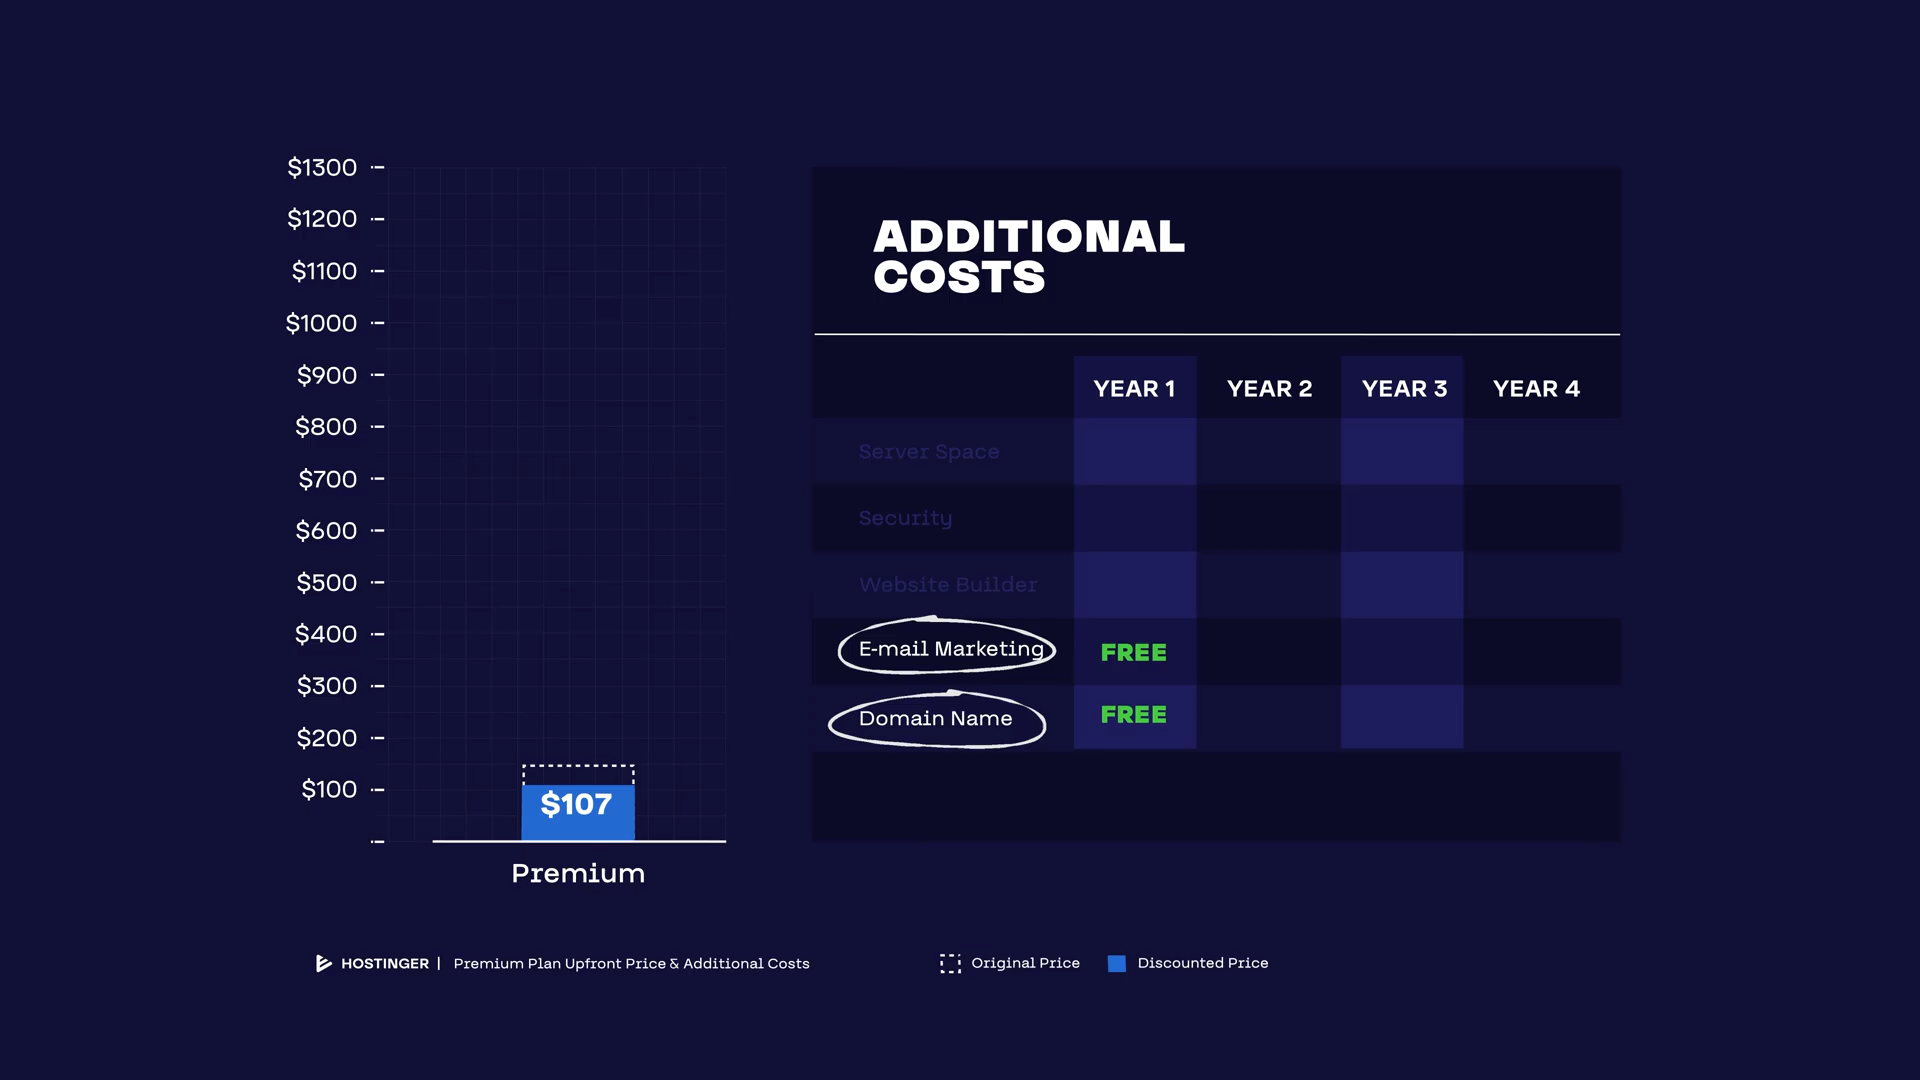 $1300
$1200
$1100
$1000
$900
$800
$700
$600
$500
$400
$300
$200
$100
$107
Premium
ADDITIONAL
COSTS
YEAR 1 YEAR 2 YEAR 3 YEAR 4
Server Space
Security
Website Builder
E-mail Marketing FREE
Domain Name FREE
HOSTINGER | Premium Plan Upfront Price & Additional Costs
Original Price Discounted Price